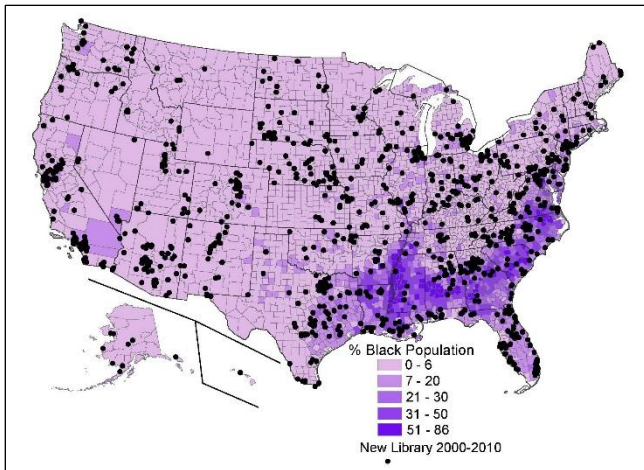 % Black Population
0 - 6
7 - 20
21 - 30
31 - 50
51 - 86
New Library 2000-2010